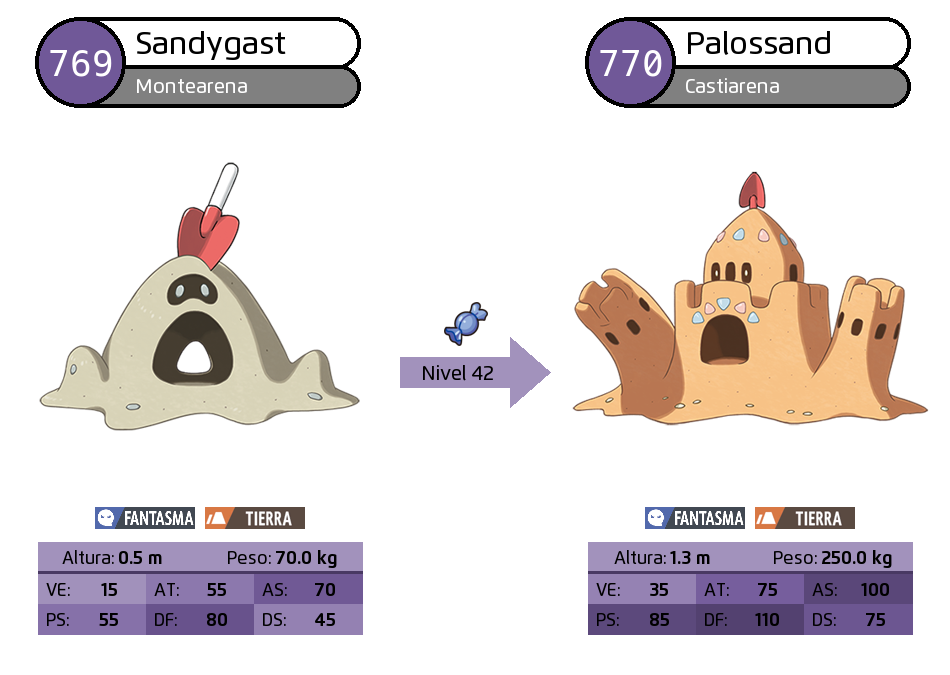 769 Sandygast
Montearena
770 Palossand
Castiarena
Nivel 42
FANTASMA TIERRA
Altura: 0.5 m Peso: 70.0 kg
VE: 15 AT: 55 AS: 70
PS: 55 DF: 80 DS: 45
FANTASMA TIERRA
Altura: 1.3 m Peso: 250.0 kg
VE: 35 AT: 75 AS: 100
PS: 85 DF: 110 DS: 75